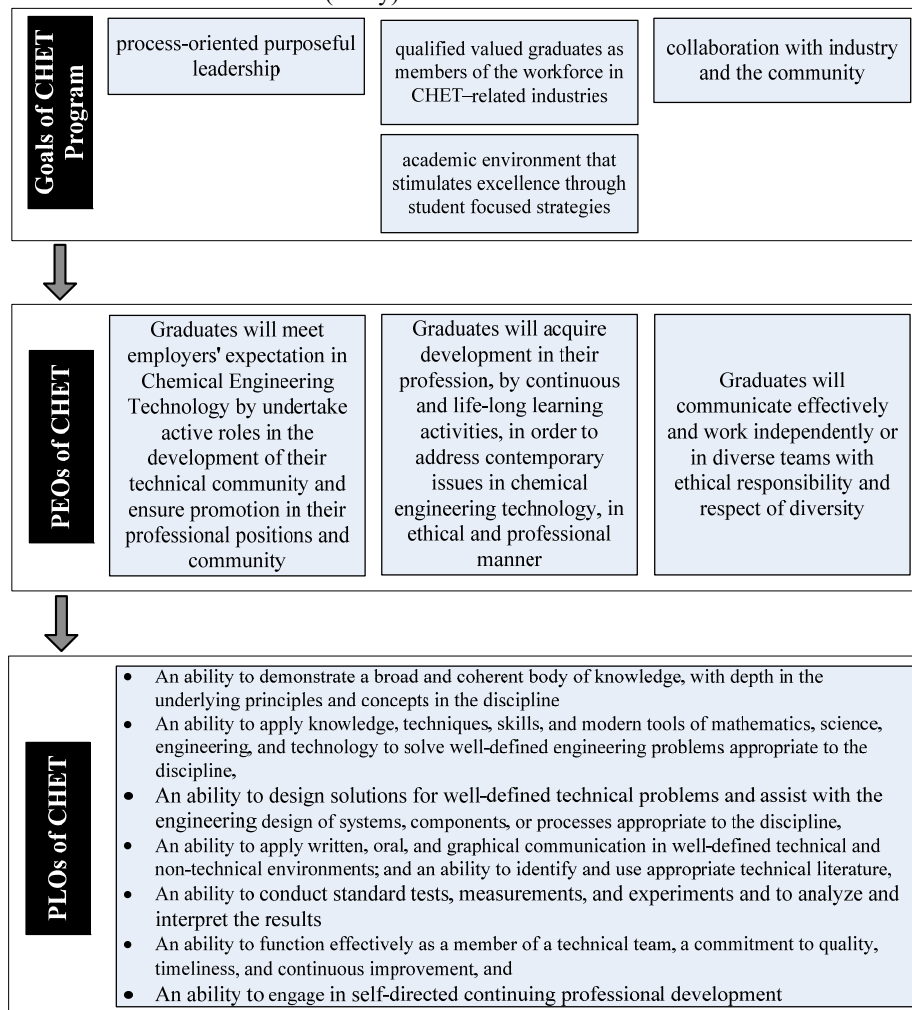 Goals of CHET
Program
process-oriented purposeful
leadership
qualified valued graduates as
members of the workforce in
CHET–related industries
academic environment that
stimulates excellence through
student focused strategies
collaboration with industry
and the community
PEOs of CHET
Graduates will meet
employers' expectation in
Chemical Engineering
Technology by undertake
active roles in the
development of their
technical community and
ensure promotion in their
professional positions and
community
Graduates will acquire
development in their
profession, by continuous
and life-long learning
activities, in order to
address contemporary
issues in chemical
engineering technology, in
ethical and professional
manner
Graduates will
communicate effectively
and work independently or
in diverse teams with
ethical responsibility and
respect of diversity
PLOs of CHET
• An ability to demonstrate a broad and coherent body of knowledge, with depth in the
underlying principles and concepts in the discipline
• An ability to apply knowledge, techniques, skills, and modern tools of mathematics, science,
engineering, and technology to solve well-defined engineering problems appropriate to the
discipline,
• An ability to design solutions for well-defined technical problems and assist with the
engineering design of systems, components, or processes appropriate to the discipline,
• An ability to apply written, oral, and graphical communication in well-defined technical and
non-technical environments; and an ability to identify and use appropriate technical literature,
• An ability to conduct standard tests, measurements, and experiments and to analyze and
interpret the results
• An ability to function effectively as a member of a technical team, a commitment to quality,
timeliness, and continuous improvement, and
• An ability to engage in self-directed continuing professional development